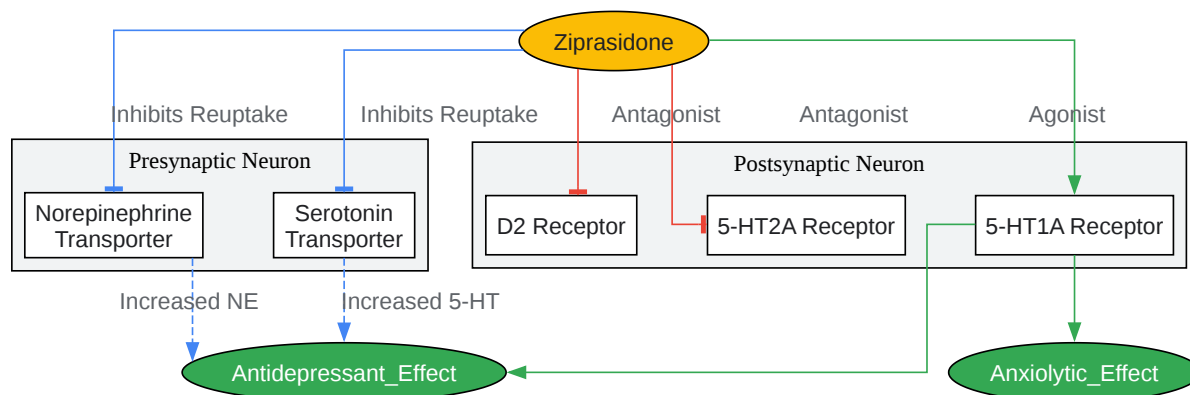 Ziprasidone
Inhibits Reuptake
Inhibits Reuptake
Antagonist
Antagonist
Agonist
Presynaptic Neuron
Postsynaptic Neuron
Norepinephrine
Transporter
Serotonin
Transporter
D2 Receptor
5-HT2A Receptor
5-HT1A Receptor
Increased NE
Increased 5-HT
Antidepressant_Effect
Anxiolytic_Effect